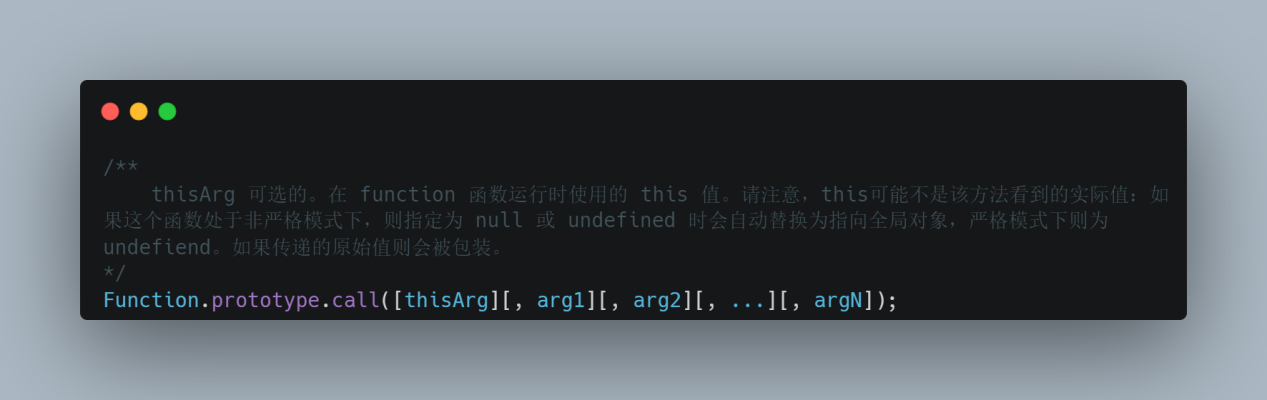 /**
    thisArg 可选的。在 function 函数运行时使用的 this 值。请注意，this可能不是该方法看到的实际值：如
果这个函数处于非严格模式下，则指定为 null 或 undefined 时会自动替换为指向全局对象，严格模式下则为
undefiend。如果传递的原始值则会被包装。
*/
Function.prototype.call([thisArg][, arg1][, arg2][, ...][, argN]);